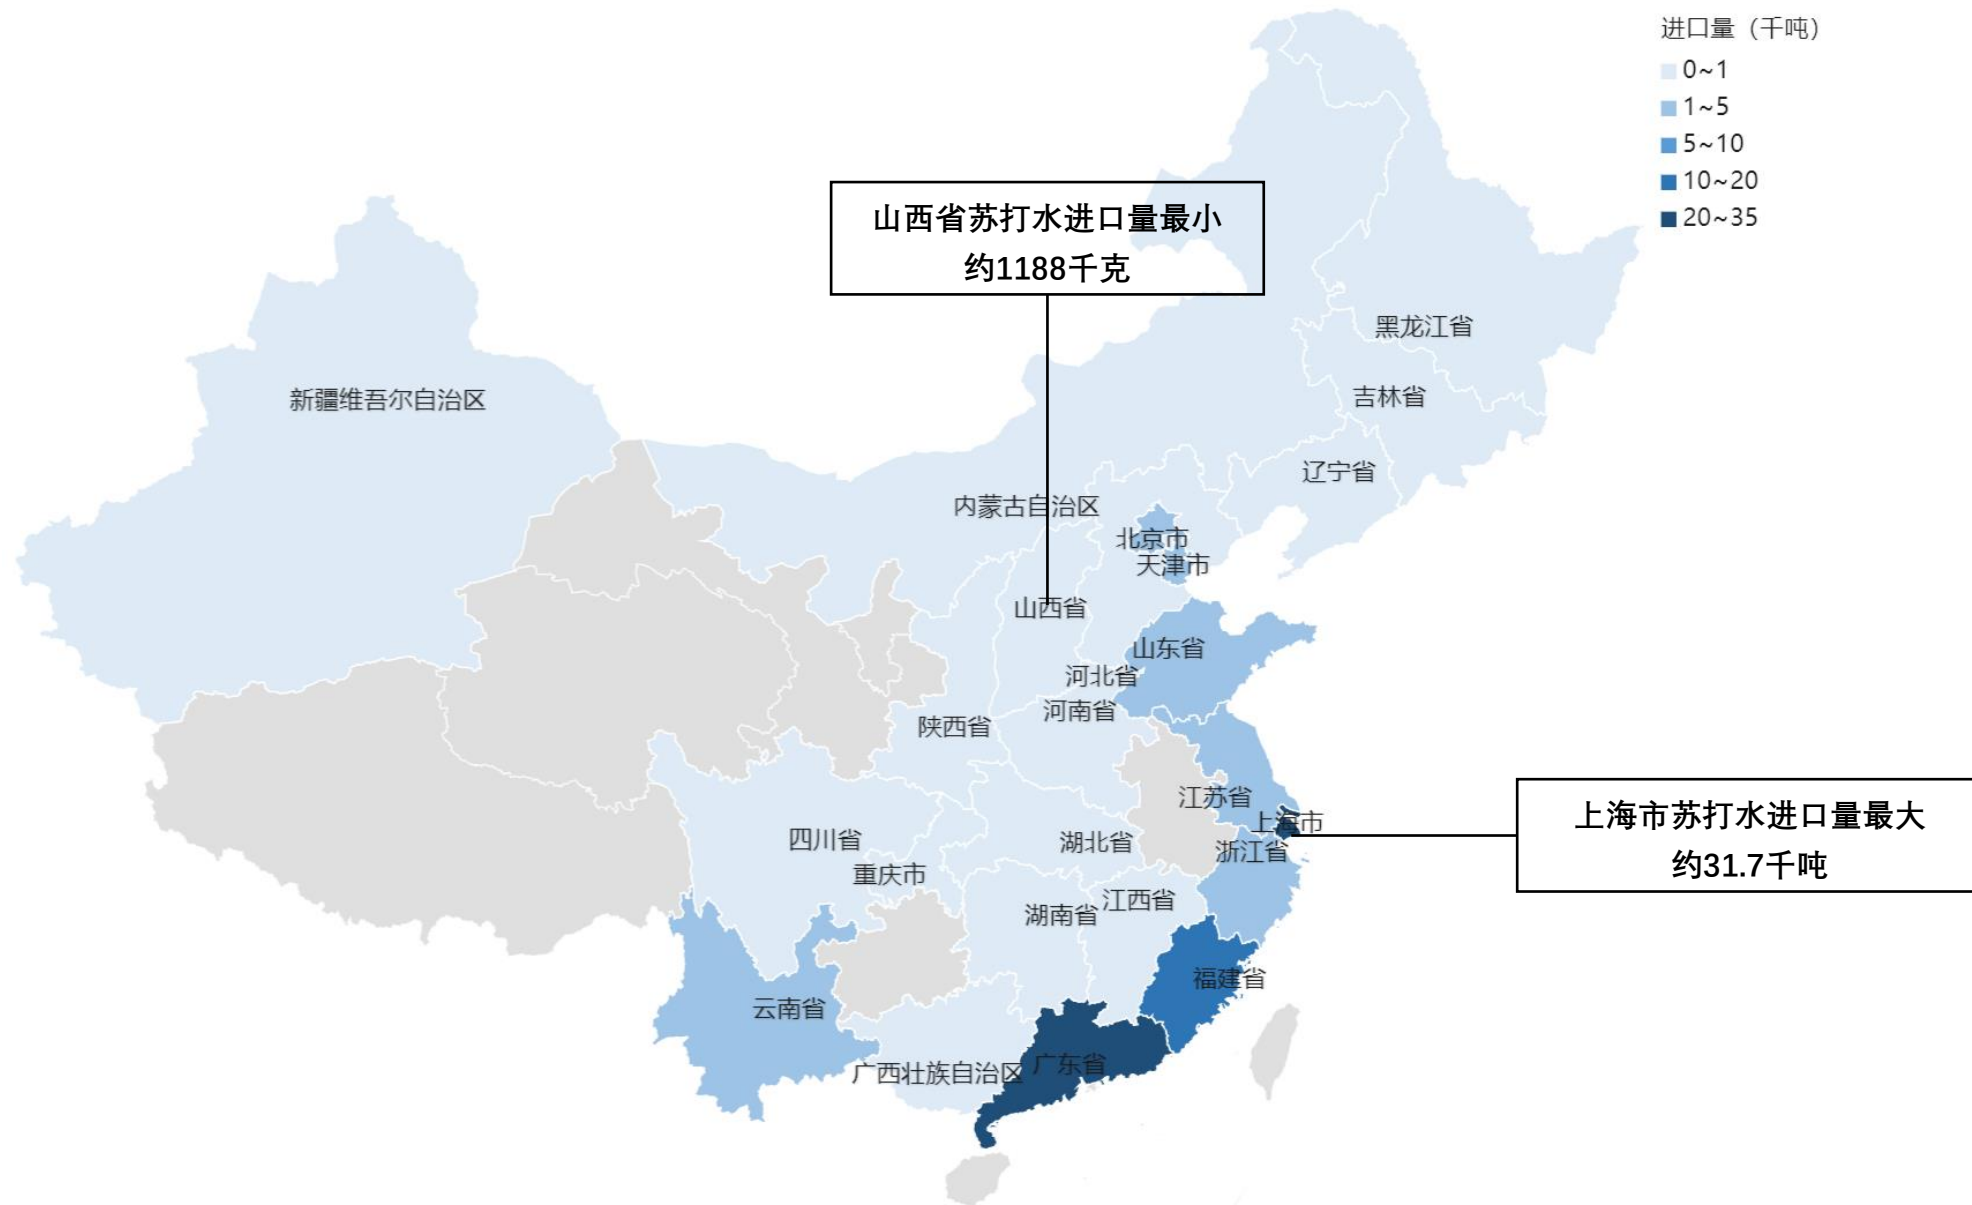 进口量（千吨）
0~1
1~5
5~10
10~20
20~35
山西省苏打水进口量最小
约1188千克
黑龙江省
吉林省
新疆维吾尔自治区
辽宁省
内蒙古自治区
北京市
天津市
山西省
山东省
河北省
河南省
陕西省
江苏省
上海市
上海市苏打水进口量最大
约31.7千吨
四川省
湖北省
浙江省
重庆市
江西省
湖南省
福建省
云南省
广东省
广西壮族自治区